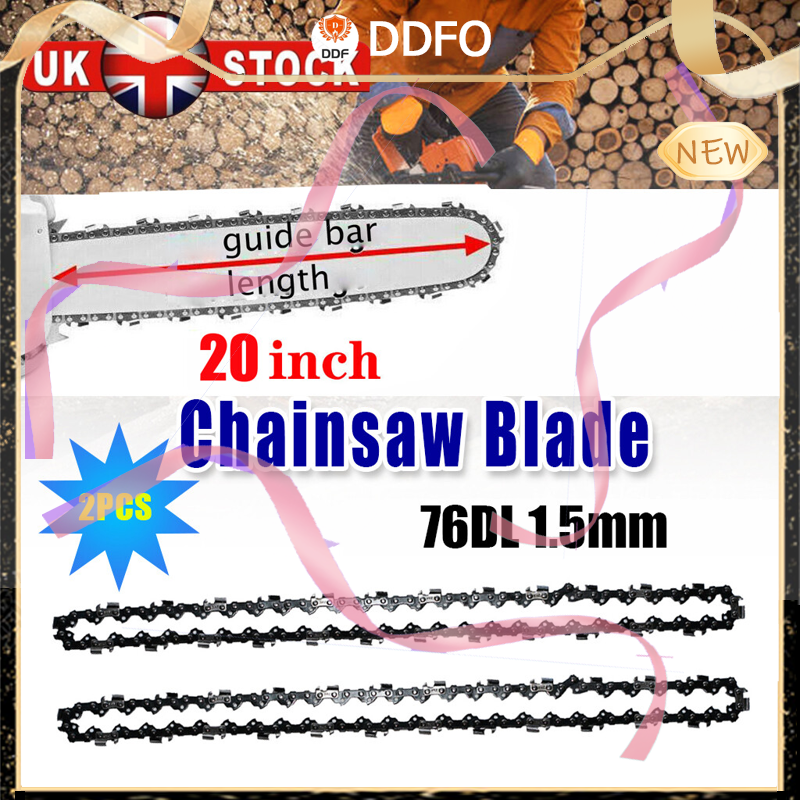 DDF
DDFO
UK STOCK
NEW
guide bar
length
20 inch
Chainsaw Blade
2PCS
76DL 1.5mm